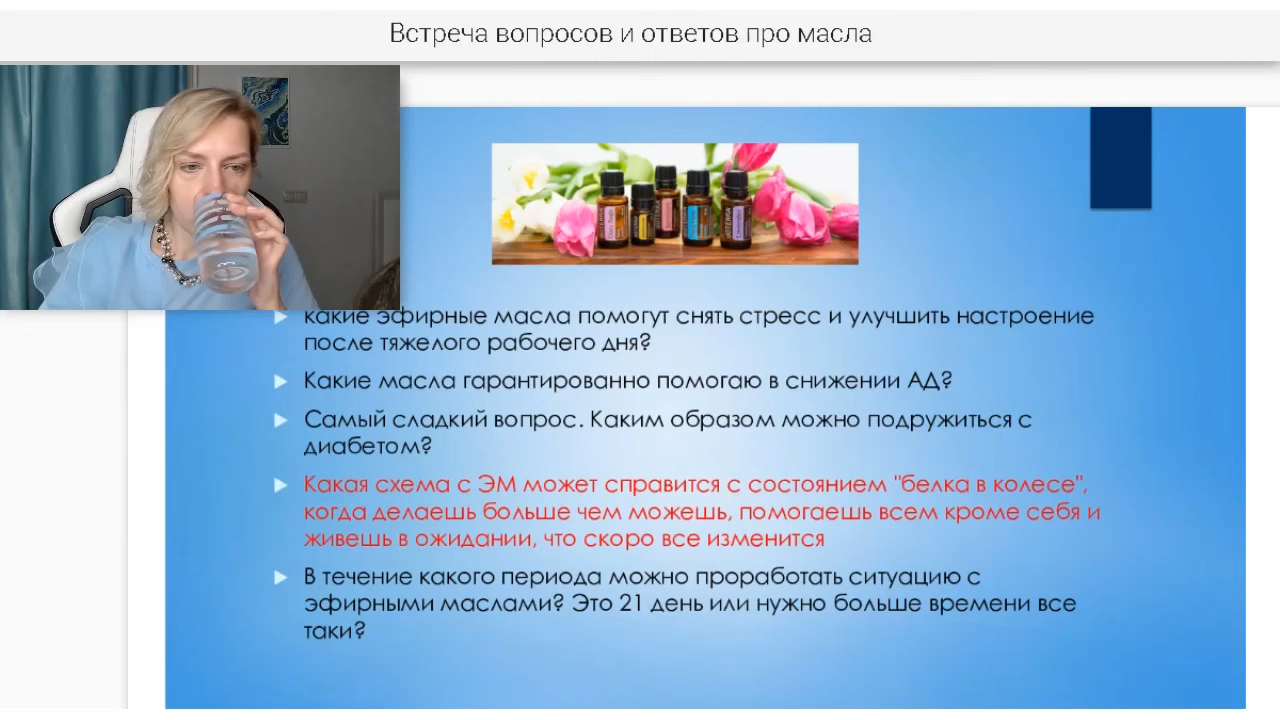 Встреча вопросов и ответов про масла
какие эфирные масла помогут снять стресс и улучшить настроение
после тяжелого рабочего дня?
Какие масла гарантированно помогаю в снижении АД?
Самый сладкий вопрос. Каким образом можно подружиться с
диабетом?
Какая схема с ЭМ может справится с состоянием "белка в колесе",
когда делаешь больше чем можешь, помогаешь всем кроме себя и
живешь в ожидании, что скоро все изменится
В течение какого периода можно проработать ситуацию с
эфирными маслами? Это 21 день или нужно больше времени все
таки?